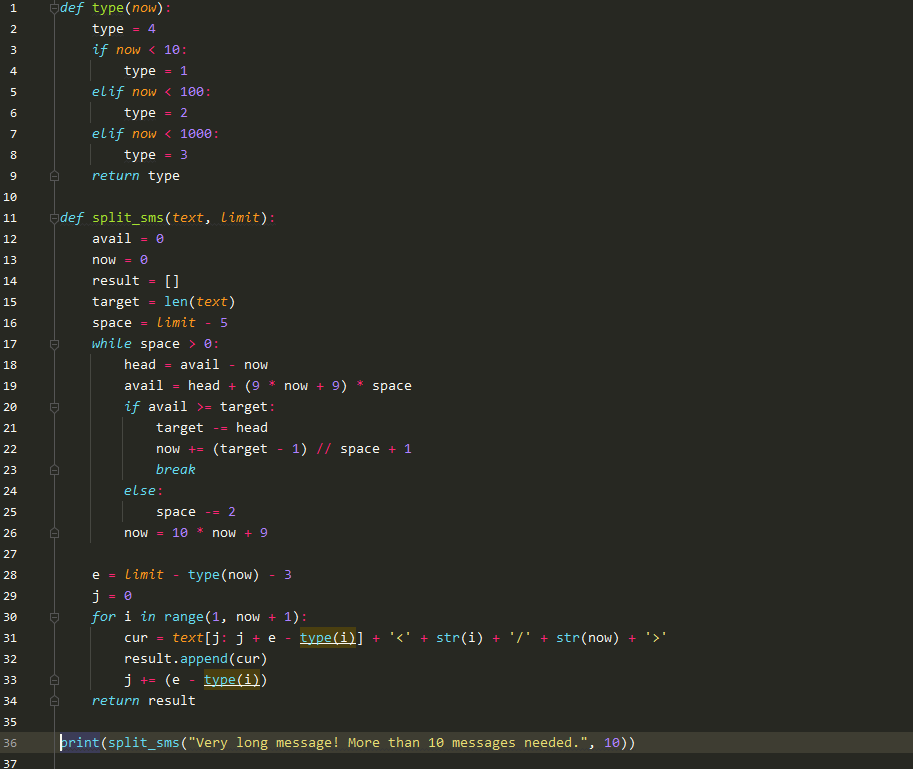 1 def type(now):
2 type = 4
3 if now < 10:
4 type = 1
5 elif now < 100:
6 type = 2
7 elif now < 1000:
8 type = 3
9 return type
10
11 def split_sms(text, limit):
12 avail = 0
13 now = 0
14 result = []
15 target = len(text)
16 space = limit - 5
17 while space > 0:
18 head = avail - now
19 avail = head + (9 * now + 9) * space
20 if avail >= target:
21 target -= head
22 now += (target - 1) // space + 1
23 break
24 else:
25 space -= 2
26 now = 10 * now + 9
27
28 e = limit - type(now) - 3
29 j = 0
30 for i in range(1, now + 1):
31 cur = text[j: j + e - type(i)] + '<' + str(i) + '/' + str(now) + '>'
32 result.append(cur)
33 j += (e - type(i))
34 return result
35
36 print(split_sms("Very long message! More than 10 messages needed.", 10))
37